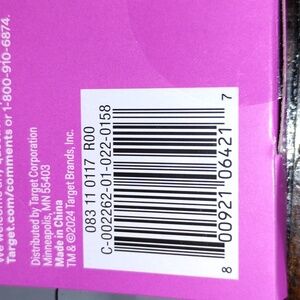 Target.com/comments or 1-800-910-6874.
Distributed by Target Corporation
Minneapolis, MN 55403
Made in China
TM & ©2024 Target Brands, Inc.
083 11 0117 R00
C-002262-01-022-0158
8 00921 06421 7